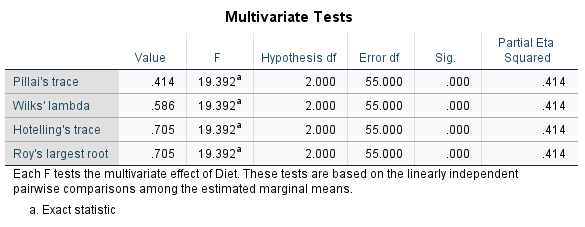 Multivariate Tests
Value F Hypothesis df Error df Sig. Partial Eta Squared
Pillai's trace .414 19.392a 2.000 55.000 .000 .414
Wilks' lambda .586 19.392a 2.000 55.000 .000 .414
Hotelling's trace .705 19.392a 2.000 55.000 .000 .414
Roy's largest root .705 19.392a 2.000 55.000 .000 .414
Each F tests the multivariate effect of Diet. These tests are based on the linearly independent
pairwise comparisons among the estimated marginal means.
a. Exact statistic